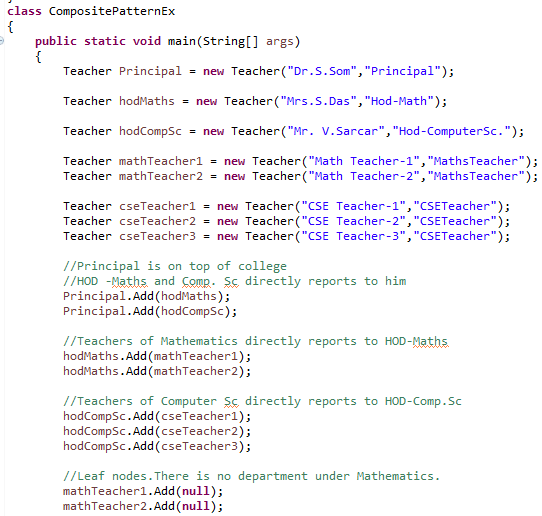 class CompositePatternEx
{
public static void main(String[] args)
{
Teacher Principal = new Teacher("Dr.S.Som","Principal");
Teacher hodMaths = new Teacher("Mrs.S.Das","Hod-Math");
Teacher hodCompSc = new Teacher("Mr. V.Sarcar","Hod-ComputerSc.");
Teacher mathTeacher1 = new Teacher("Math Teacher-1","MathsTeacher");
Teacher mathTeacher2 = new Teacher("Math Teacher-2","MathsTeacher");
Teacher cseTeacher1 = new Teacher("CSE Teacher-1","CSETeacher");
Teacher cseTeacher2 = new Teacher("CSE Teacher-2","CSETeacher");
Teacher cseTeacher3 = new Teacher("CSE Teacher-3","CSETeacher");
//Principal is on top of college
//HOD -Maths and Comp. Sc directly reports to him
Principal.Add(hodMaths);
Principal.Add(hodCompSc);
//Teachers of Mathematics directly reports to HOD-Maths
hodMaths.Add(mathTeacher1);
hodMaths.Add(mathTeacher2);
//Teachers of Computer Sc directly reports to HOD-Comp.Sc
hodCompSc.Add(cseTeacher1);
hodCompSc.Add(cseTeacher2);
hodCompSc.Add(cseTeacher3);
//Leaf nodes.There is no department under Mathematics.
mathTeacher1.Add(null);
mathTeacher2.Add(null);